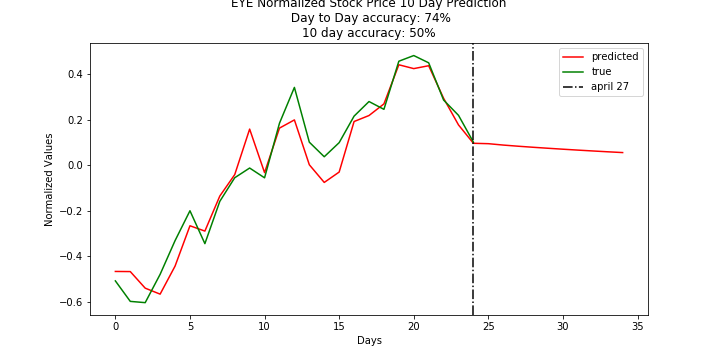 EYE Normalized Stock Price 10 Day Prediction
Day to Day accuracy: 74%
10 day accuracy: 50%
predicted
true
april 27
Normalized Values
0.4
0.2
0.0
−0.2
−0.4
−0.6
0 5 10 15 20 25 30 35
Days